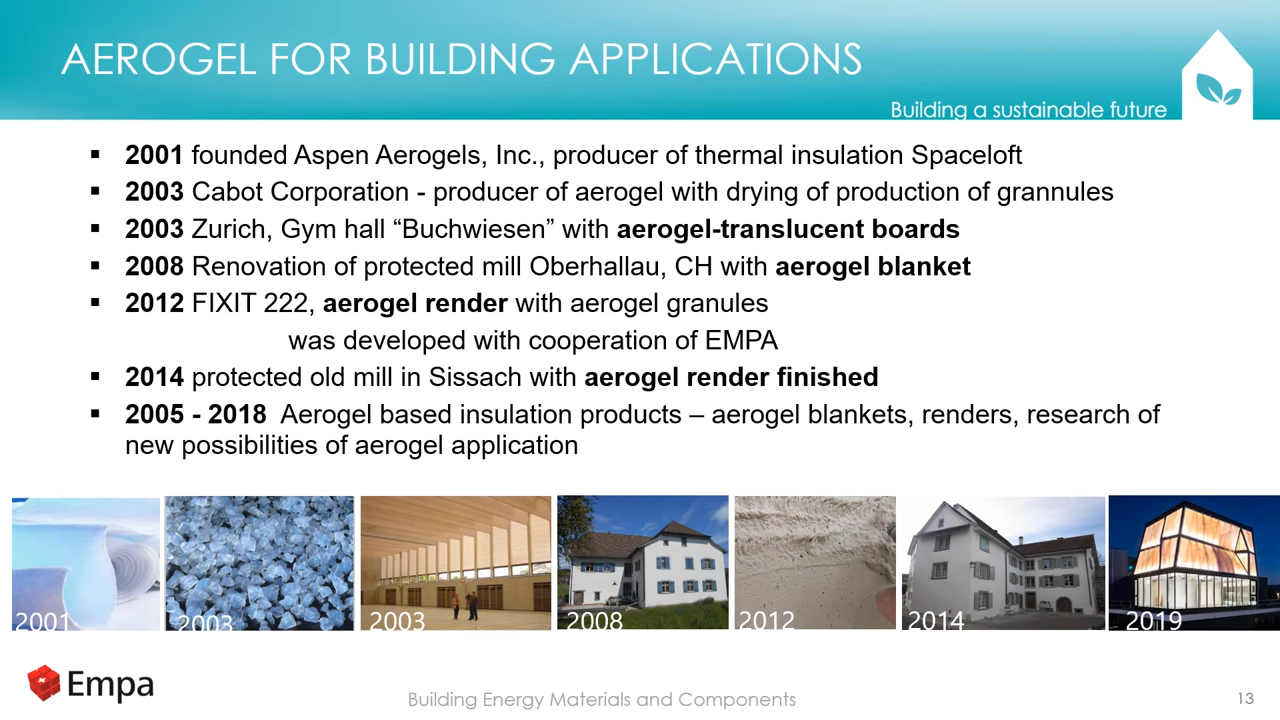 AEROGEL FOR BUILDING APPLICATIONS
Building a sustainable future
▪ 2001 founded Aspen Aerogels, Inc., producer of thermal insulation Spaceloft
▪ 2003 Cabot Corporation - producer of aerogel with drying of production of grannules
▪ 2003 Zurich, Gym hall “Buchwiesen” with aerogel-translucent boards
▪ 2008 Renovation of protected mill Oberhallau, CH with aerogel blanket
▪ 2012 FIXIT 222, aerogel render with aerogel granules
was developed with cooperation of EMPA
▪ 2014 protected old mill in Sissach with aerogel render finished
▪ 2005 - 2018 Aerogel based insulation products – aerogel blankets, renders, research of
new possibilities of aerogel application
2001 2003 2003 2008 2012 2014 2019
Empa
Building Energy Materials and Components
13